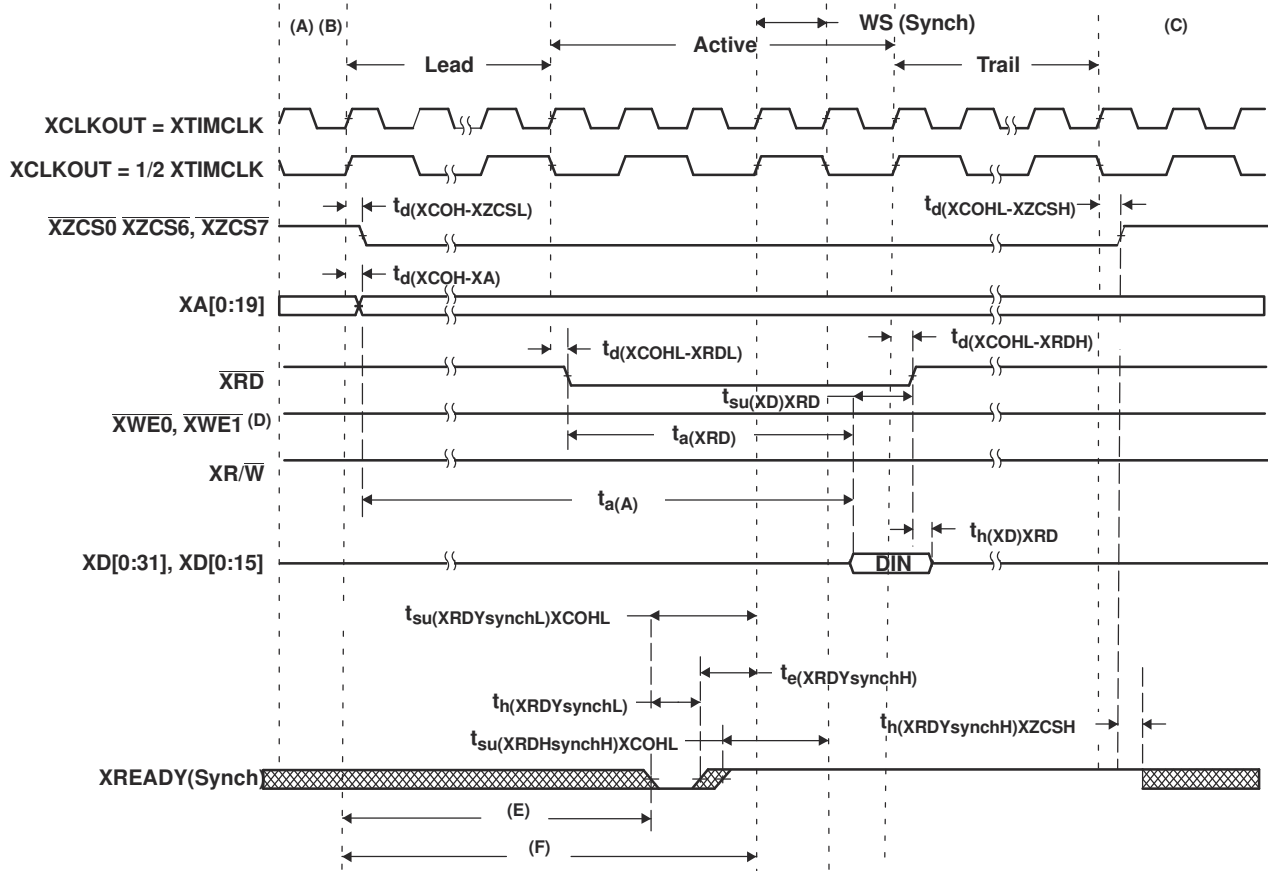 (A) (B)
WS (Synch)
(C)
Active
Lead
Trail
XCLKOUT = XTIMCLK
XCLKOUT = 1/2 XTIMCLK
td(XCOH-XZCSL)
td(XCOHL-XZCSH)
XZCS0 XZCS6, XZCS7
td(XCOH-XA)
XA[0:19]
td(XCOHL-XRDL)
td(XCOHL-XRDH)
XRD
tsu(XD)XRD
XWE0, XWE1 (D)
ta(XRD)
XR/W
ta(A)
th(XD)XRD
XD[0:31], XD[0:15]
DIN
tsu(XRDYsynchL)XCOHL
te(XRDYsynchH)
th(XRDYsynchL)
th(XRDYsynchH)XZCSH
tsu(XRDHsynchH)XCOHL
XREADY(Synch)
(E)
(F)